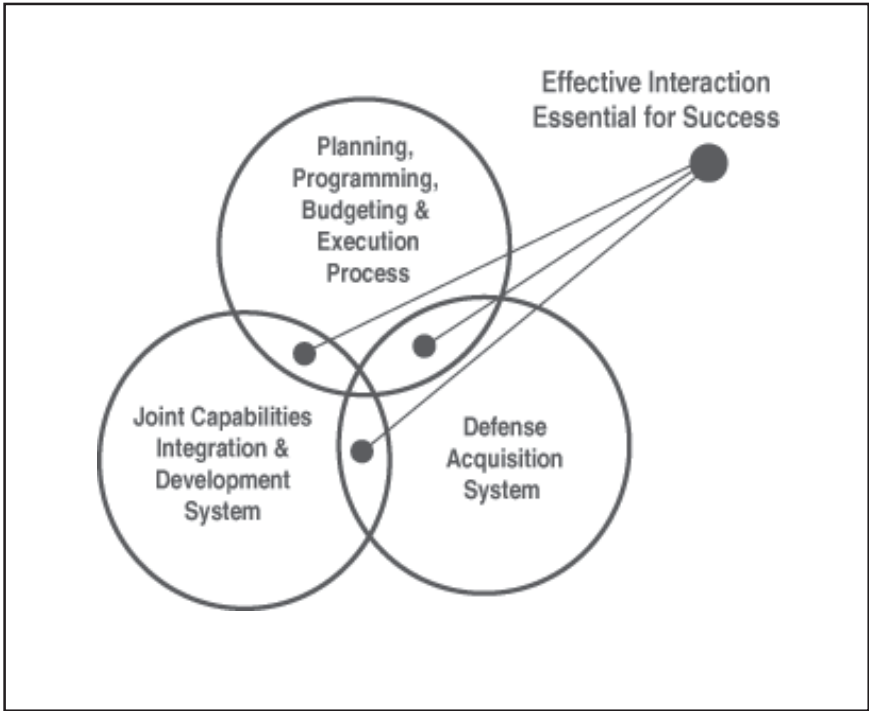 Effective Interaction
Essential for Success
Planning,
Programming,
Budgeting &
Execution
Process
Joint Capabilities
Integration &
Development
System
Defense
Acquisition
System